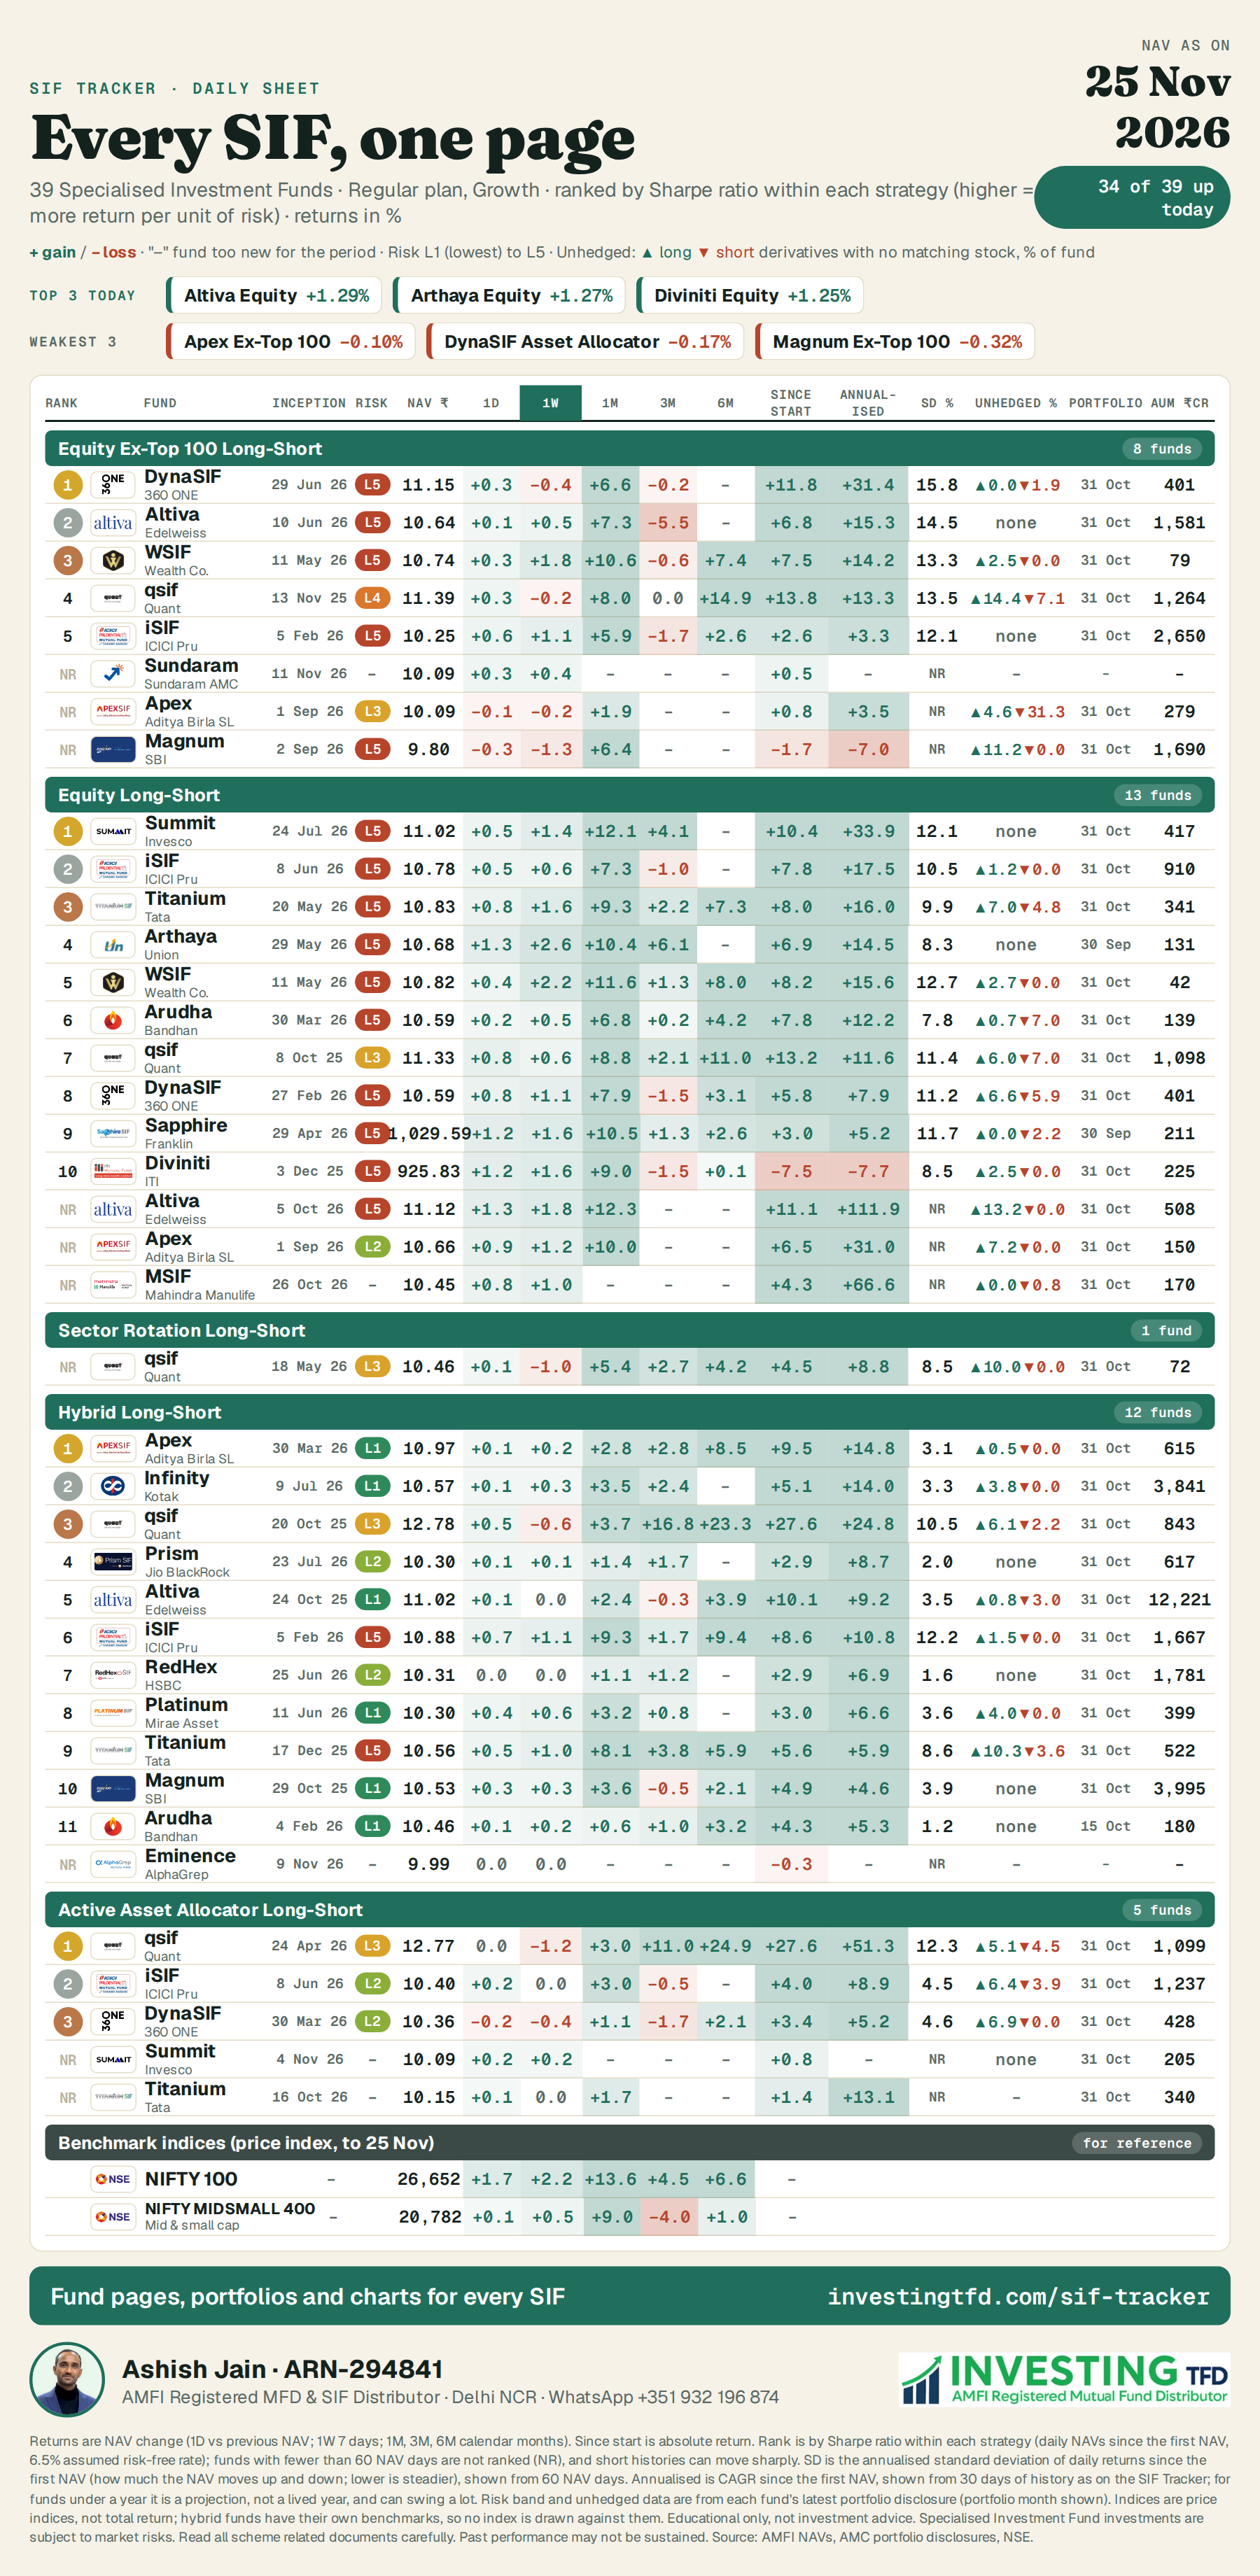 NAV AS ON
25 Nov
2026
SIF TRACKER · DAILY SHEET
Every SIF, one page
39 Specialised Investment Funds · Regular plan, Growth · ranked by Sharpe ratio within each strategy (higher =
more return per unit of risk) · returns in %
34 of 39 up
today
+ gain / − loss · "–" fund too new for the period · Risk L1 (lowest) to L5 · Unhedged: ▲ long ▼ short derivatives with no matching stock, % of fund
TOP 3 TODAY Altiva Equity +1.29% Arthaya Equity +1.27% Diviniti Equity +1.25%
WEAKEST 3 Apex Ex-Top 100 −0.10% DynaSIF Asset Allocator −0.17% Magnum Ex-Top 100 −0.32%
RANK FUND INCEPTION RISK NAV ₹ 1D 1W 1M 3M 6M SINCE START ANNUAL-ISED SD % UNHEDGED % PORTFOLIO AUM ₹CR
Equity Ex-Top 100 Long-Short 8 funds
1 360 ONE DynaSIF 29 Jun 26 L5 11.15 +0.3 −0.4 +6.6 −0.2 – +11.8 +31.4 15.8 ▲0.0▼1.9 31 Oct 401
360 ONE
2 altiva Altiva 10 Jun 26 L5 10.64 +0.1 +0.5 +7.3 −5.5 – +6.8 +15.3 14.5 none 31 Oct 1,581
Edelweiss
3 WSIF 11 May 26 L5 10.74 +0.3 +1.8 +10.6 −0.6 +7.4 +7.5 +14.2 13.3 ▲2.5▼0.0 31 Oct 79
Wealth Co.
4 quant qsif 13 Nov 25 L4 11.39 +0.3 −0.2 +8.0 0.0 +14.9 +13.8 +13.3 13.5 ▲14.4▼7.1 31 Oct 1,264
Quant
5 iSIF 5 Feb 26 L5 10.25 +0.6 +1.1 +5.9 −1.7 +2.6 +2.6 +3.3 12.1 none 31 Oct 2,650
ICICI Pru
NR Sundaram 11 Nov 26 – 10.09 +0.3 +0.4 – – – +0.5 – NR – – –
Sundaram AMC
NR APEXSIF Apex 1 Sep 26 L3 10.09 −0.1 −0.2 +1.9 – – +0.8 +3.5 NR ▲4.6▼31.3 31 Oct 279
Aditya Birla SL
NR Magnum 2 Sep 26 L5 9.80 −0.3 −1.3 +6.4 – – −1.7 −7.0 NR ▲11.2▼0.0 31 Oct 1,690
SBI
Equity Long-Short 13 funds
1 SUMMIT Summit 24 Jul 26 L5 11.02 +0.5 +1.4 +12.1 +4.1 – +10.4 +33.9 12.1 none 31 Oct 417
Invesco
2 iSIF 8 Jun 26 L5 10.78 +0.5 +0.6 +7.3 −1.0 – +7.8 +17.5 10.5 ▲1.2▼0.0 31 Oct 910
ICICI Pru
3 TITANIUM SIF Titanium 20 May 26 L5 10.83 +0.8 +1.6 +9.3 +2.2 +7.3 +8.0 +16.0 9.9 ▲7.0▼4.8 31 Oct 341
Tata
4 Arthaya 29 May 26 L5 10.68 +1.3 +2.6 +10.4 +6.1 – +6.9 +14.5 8.3 none 30 Sep 131
Union
5 WSIF 11 May 26 L5 10.82 +0.4 +2.2 +11.6 +1.3 +8.0 +8.2 +15.6 12.7 ▲2.7▼0.0 31 Oct 42
Wealth Co.
6 Arudha 30 Mar 26 L5 10.59 +0.2 +0.5 +6.8 +0.2 +4.2 +7.8 +12.2 7.8 ▲0.7▼7.0 31 Oct 139
Bandhan
7 quant qsif 8 Oct 25 L3 11.33 +0.8 +0.6 +8.8 +2.1 +11.0 +13.2 +11.6 11.4 ▲6.0▼7.0 31 Oct 1,098
Quant
8 360 ONE DynaSIF 27 Feb 26 L5 10.59 +0.8 +1.1 +7.9 −1.5 +3.1 +5.8 +7.9 11.2 ▲6.6▼5.9 31 Oct 401
360 ONE
9 Sapphire SIF Sapphire 29 Apr 26 L5 1,029.59 +1.2 +1.6 +10.5 +1.3 +2.6 +3.0 +5.2 11.7 ▲0.0▼2.2 30 Sep 211
Franklin
10 Diviniti 3 Dec 25 L5 925.83 +1.2 +1.6 +9.0 −1.5 +0.1 −7.5 −7.7 8.5 ▲2.5▼0.0 31 Oct 225
ITI
NR altiva Altiva 5 Oct 26 L5 11.12 +1.3 +1.8 +12.3 – – +11.1 +111.9 NR ▲13.2▼0.0 31 Oct 508
Edelweiss
NR APEXSIF Apex 1 Sep 26 L2 10.66 +0.9 +1.2 +10.0 – – +6.5 +31.0 NR ▲7.2▼0.0 31 Oct 150
Aditya Birla SL
NR mahindra Manulife MSIF 26 Oct 26 – 10.45 +0.8 +1.0 – – – +4.3 +66.6 NR ▲0.0▼0.8 31 Oct 170
Mahindra Manulife
Sector Rotation Long-Short 1 fund
NR quant qsif 18 May 26 L3 10.46 +0.1 −1.0 +5.4 +2.7 +4.2 +4.5 +8.8 8.5 ▲10.0▼0.0 31 Oct 72
Quant
Hybrid Long-Short 12 funds
1 APEXSIF Apex 30 Mar 26 L1 10.97 +0.1 +0.2 +2.8 +2.8 +8.5 +9.5 +14.8 3.1 ▲0.5▼0.0 31 Oct 615
Aditya Birla SL
2 Infinity 9 Jul 26 L1 10.57 +0.1 +0.3 +3.5 +2.4 – +5.1 +14.0 3.3 ▲3.8▼0.0 31 Oct 3,841
Kotak
3 quant qsif 20 Oct 25 L3 12.78 +0.5 −0.6 +3.7 +16.8 +23.3 +27.6 +24.8 10.5 ▲6.1▼2.2 31 Oct 843
Quant
4 Prism SIF Prism 23 Jul 26 L2 10.30 +0.1 +0.1 +1.4 +1.7 – +2.9 +8.7 2.0 none 31 Oct 617
Jio BlackRock
5 altiva Altiva 24 Oct 25 L1 11.02 +0.1 0.0 +2.4 −0.3 +3.9 +10.1 +9.2 3.5 ▲0.8▼3.0 31 Oct 12,221
Edelweiss
6 iSIF 5 Feb 26 L5 10.88 +0.7 +1.1 +9.3 +1.7 +9.4 +8.6 +10.8 12.2 ▲1.5▼0.0 31 Oct 1,667
ICICI Pru
7 RedHex SIF RedHex 25 Jun 26 L2 10.31 0.0 0.0 +1.1 +1.2 – +2.9 +6.9 1.6 none 31 Oct 1,781
HSBC
8 PLATINUM SIF Platinum 11 Jun 26 L1 10.30 +0.4 +0.6 +3.2 +0.8 – +3.0 +6.6 3.6 ▲4.0▼0.0 31 Oct 399
Mirae Asset
9 TITANIUM SIF Titanium 17 Dec 25 L5 10.56 +0.5 +1.0 +8.1 +3.8 +5.9 +5.6 +5.9 8.6 ▲10.3▼3.6 31 Oct 522
Tata
10 Magnum 29 Oct 25 L1 10.53 +0.3 +0.3 +3.6 −0.5 +2.1 +4.9 +4.6 3.9 none 31 Oct 3,995
SBI
11 Arudha 4 Feb 26 L1 10.46 +0.1 +0.2 +0.6 +1.0 +3.2 +4.3 +5.3 1.2 none 15 Oct 180
Bandhan
NR AlphaGrep Eminence 9 Nov 26 – 9.99 0.0 0.0 – – – −0.3 – NR – – –
AlphaGrep
Active Asset Allocator Long-Short 5 funds
1 quant qsif 24 Apr 26 L3 12.77 0.0 −1.2 +3.0 +11.0 +24.9 +27.6 +51.3 12.3 ▲5.1▼4.5 31 Oct 1,099
Quant
2 iSIF 8 Jun 26 L2 10.40 +0.2 0.0 +3.0 −0.5 – +4.0 +8.9 4.5 ▲6.4▼3.9 31 Oct 1,237
ICICI Pru
3 360 ONE DynaSIF 30 Mar 26 L2 10.36 −0.2 −0.4 +1.1 −1.7 +2.1 +3.4 +5.2 4.6 ▲6.9▼0.0 31 Oct 428
360 ONE
NR SUMMIT Summit 4 Nov 26 – 10.09 +0.2 +0.2 – – – +0.8 – NR none 31 Oct 205
Invesco
NR TITANIUM SIF Titanium 16 Oct 26 – 10.15 +0.1 0.0 +1.7 – – +1.4 +13.1 NR – 31 Oct 340
Tata
Benchmark indices (price index, to 25 Nov) for reference
NSE NIFTY 100 – 26,652 +1.7 +2.2 +13.6 +4.5 +6.6 –
NSE NIFTY MIDSMALL 400 – 20,782 +0.1 +0.5 +9.0 −4.0 +1.0 –
Mid & small cap
Fund pages, portfolios and charts for every SIF investingtfd.com/sif-tracker
Ashish Jain · ARN-294841
AMFI Registered MFD & SIF Distributor · Delhi NCR · WhatsApp +351 932 196 874
INVESTING TFD
AMFI Registered Mutual Fund Distributor
Returns are NAV change (1D vs previous NAV; 1W 7 days; 1M, 3M, 6M calendar months). Since start is absolute return. Rank is by Sharpe ratio within each strategy (daily NAVs since the first NAV,
6.5% assumed risk-free rate); funds with fewer than 60 NAV days are not ranked (NR), and short histories can move sharply. SD is the annualised standard deviation of daily returns since the
first NAV (how much the NAV moves up and down; lower is steadier), shown from 60 NAV days. Annualised is CAGR since the first NAV, shown from 30 days of history as on the SIF Tracker; for
funds under a year it is a projection, not a lived year, and can swing a lot. Risk band and unhedged data are from each fund's latest portfolio disclosure (portfolio month shown). Indices are price
indices, not total return; hybrid funds have their own benchmarks, so no index is drawn against them. Educational only, not investment advice. Specialised Investment Fund investments are
subject to market risks. Read all scheme related documents carefully. Past performance may not be sustained. Source: AMFI NAVs, AMC portfolio disclosures, NSE.